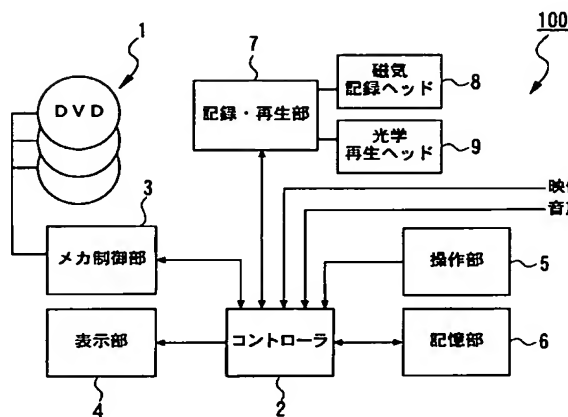 100
1
DVD
7
記録・再生部
磁気
記録ヘッド
8
光学
再生ヘッド
9
映
音
3
メカ制御部
操作部
5
表示部
4
コントローラ
2
記憶部
6